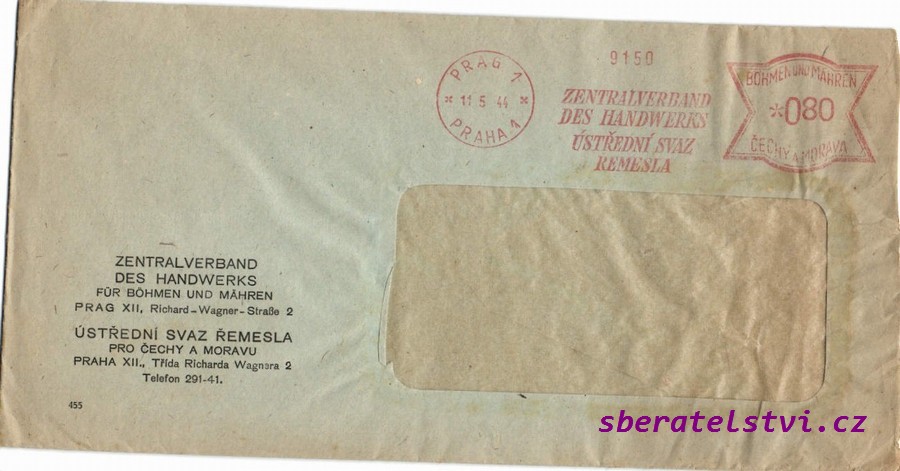 PRAG 1
* 11 5 44 *
PRAHA 1
9150
ZENTRALVERBAND
DES HANDWERKS
ÚSTŘEDNÍ SVAZ
ŘEMESLA
BÖHMEN UND MÄHREN
*080
ČECHY A MORAVA
ZENTRALVERBAND
DES HANDWERKS
FÜR BÖHMEN UND MÄHREN
PRAG XII, Richard-Wagner-Straße 2
ÚSTŘEDNÍ SVAZ ŘEMESLA
PRO ČECHY A MORAVU
PRAHA XII., Třída Richarda Wagnera 2
Telefon 291-41.
455
sberatelstvi.cz